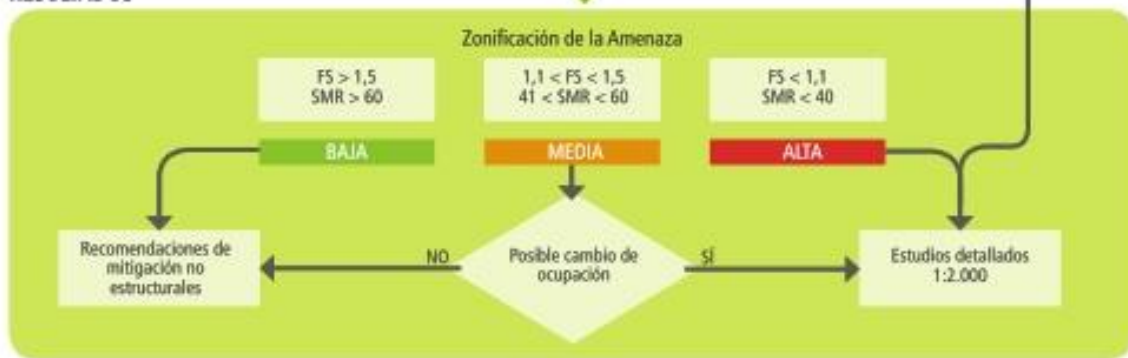 Zonificación de la Amenaza
FS > 1,5
SMR > 60
1,1 < FS < 1,5
41 < SMR < 60
FS < 1,1
SMR < 40
BAJA
MEDIA
ALTA
Recomendaciones de
mitigación no
estructurales
NO
Posible cambio de
ocupación
SÍ
Estudios detallados
1:2.000